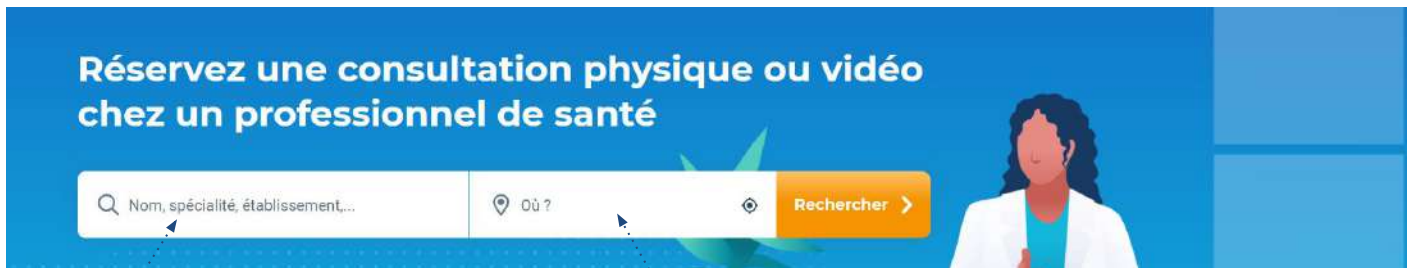 Réservez une consultation physique ou vidéo
chez un professionnel de santé
Nom, spécialité, établissement,...
Où ?
Rechercher